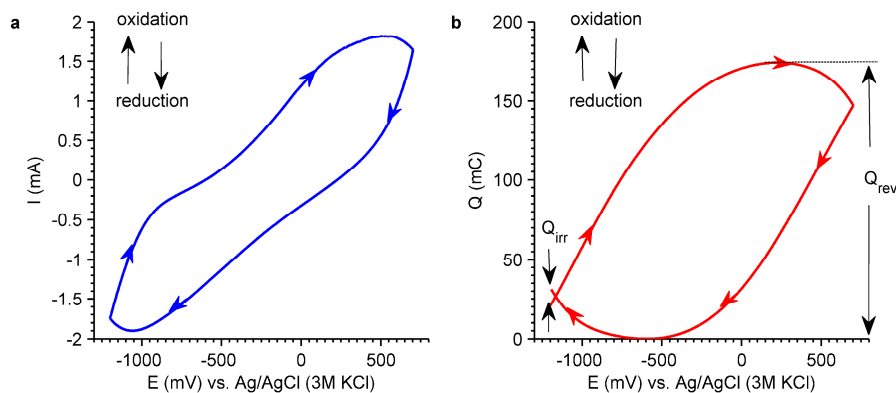 a
oxidation
reduction
2
1.5
1
0.5
0
-0.5
-1
-1.5
-2
I (mA)
-1000 -500 0 500
E (mV) vs. Ag/AgCl (3M KCl)
b
oxidation
reduction
200
150
100
50
0
Q (mC)
Qirr
Qrev
-1000 -500 0 500
E (mV) vs. Ag/AgCl (3M KCl)